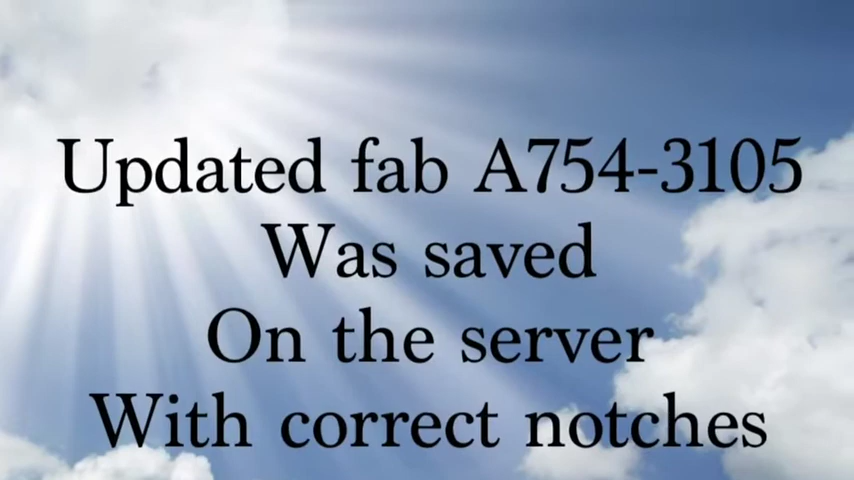 Updated fab A754-3105
Was saved
On the server
With correct notches